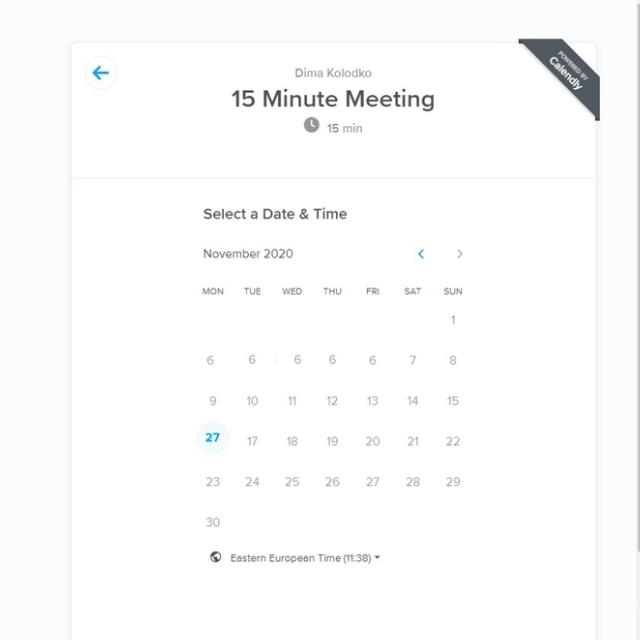 POWERED BY
Calendly
Dima Kolodko
15 Minute Meeting
15 min
Select a Date & Time
November 2020
MON TUE WED THU FRI SAT SUN
1
6 6 6 6 6 7 8
9 10 11 12 13 14 15
27 17 18 19 20 21 22
23 24 25 26 27 28 29
30
Eastern European Time (11:38)